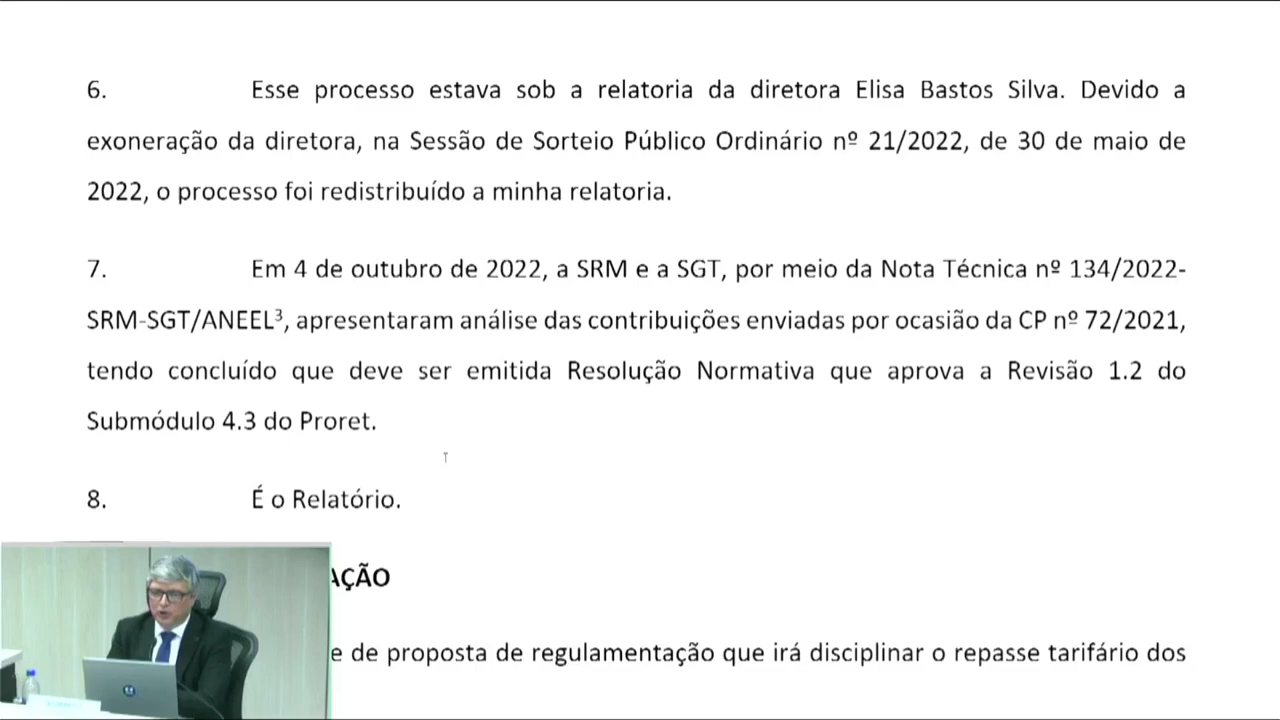 6. Esse processo estava sob a relatoria da diretora Elisa Bastos Silva. Devido a
exoneração da diretora, na Sessão de Sorteio Público Ordinário nº 21/2022, de 30 de maio de
2022, o processo foi redistribuído a minha relatoria.
7. Em 4 de outubro de 2022, a SRM e a SGT, por meio da Nota Técnica nº 134/2022-
SRM-SGT/ANEEL³, apresentaram análise das contribuições enviadas por ocasião da CP nº 72/2021,
tendo concluído que deve ser emitida Resolução Normativa que aprova a Revisão 1.2 do
Submódulo 4.3 do Proret.
8. É o Relatório.
AÇÃO
e de proposta de regulamentação que irá disciplinar o repasse tarifário dos